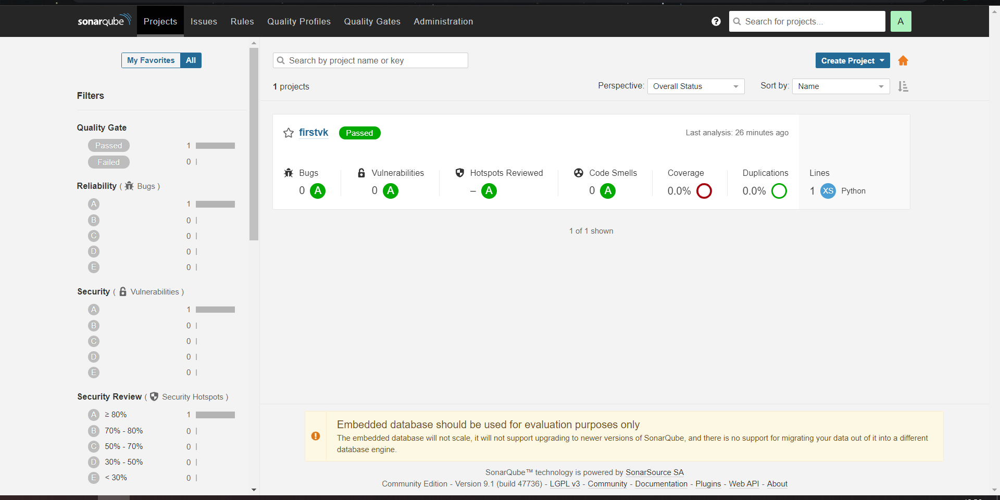 sonarqube Projects Issues Rules Quality Profiles Quality Gates Administration ? Search for projects... A
My Favorites All
Filters
Quality Gate
Passed 1
Failed 0
Reliability ( Bugs )
A 1
B 0
C 0
D 0
E 0
Security ( Vulnerabilities )
A 1
B 0
C 0
D 0
E 0
Security Review ( Security Hotspots )
A ≥ 80% 1
B 70% - 80% 0
C 50% - 70% 0
D 30% - 50% 0
E < 30% 0
Search by project name or key Create Project
1 projects Perspective: Overall Status Sort by: Name
firstvk Passed Last analysis: 26 minutes ago
Bugs Vulnerabilities Hotspots Reviewed Code Smells Coverage Duplications Lines
0 A 0 A – A 0 A 0.0% 0.0% 1 XS Python
1 of 1 shown
Embedded database should be used for evaluation purposes only
The embedded database will not scale, it will not support upgrading to newer versions of SonarQube, and there is no support for migrating your data out of it into a different
database engine.
SonarQube™ technology is powered by SonarSource SA
Community Edition - Version 9.1 (build 47736) - LGPL v3 - Community - Documentation - Plugins - Web API - About